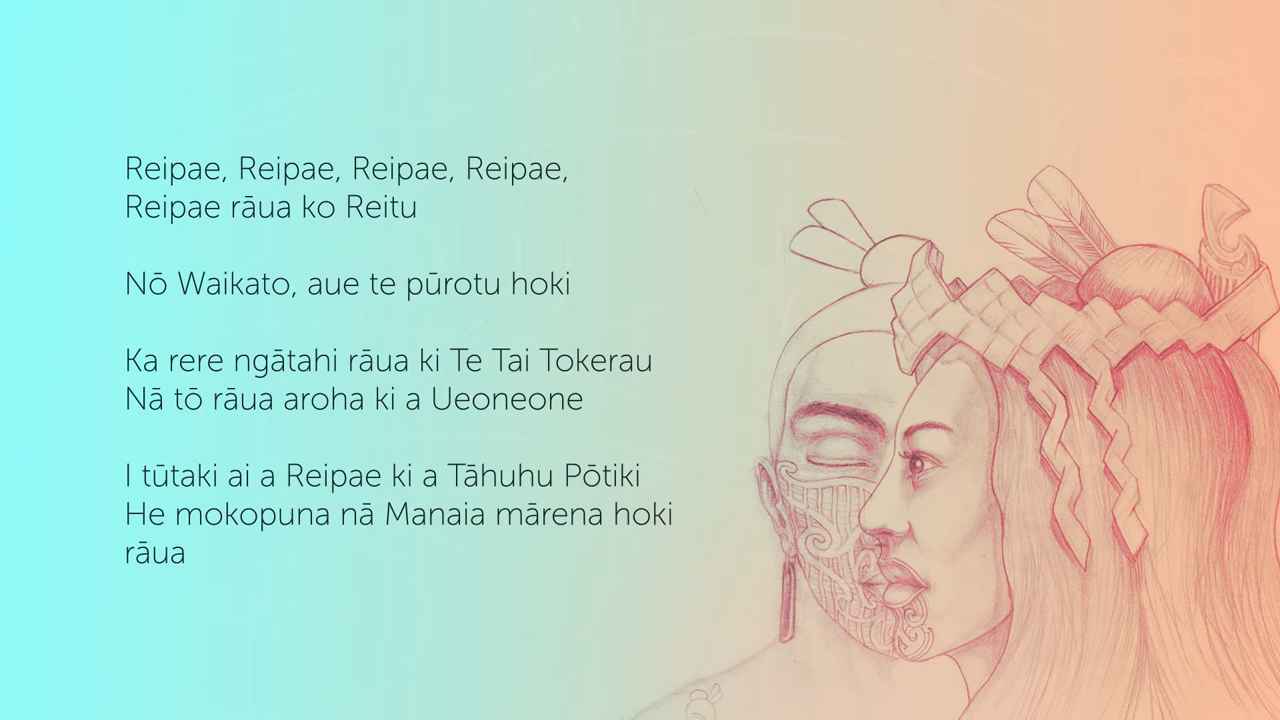 Reipae, Reipae, Reipae, Reipae,
Reipae rāua ko Reitu
Nō Waikato, aue te pūrotu hoki
Ka rere ngātahi rāua ki Te Tai Tokerau
Nā tō rāua aroha ki a Ueoneone
I tūtaki ai a Reipae ki a Tāhuhu Pōtiki
He mokopuna nā Manaia mārena hoki
rāua